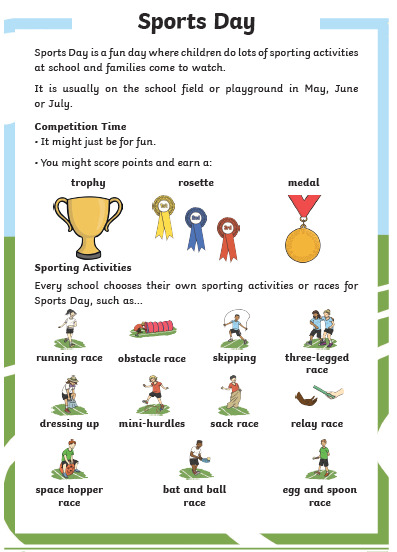 Sports Day
Sports Day is a fun day where children do lots of sporting activities
at school and families come to watch.
It is usually on the school field or playground in May, June
or July.
Competition Time
• It might just be for fun.
• You might score points and earn a:
trophy rosette medal
1st
2nd
3rd
Sporting Activities
Every school chooses their own sporting activities or races for
Sports Day, such as...
running race obstacle race skipping three-legged
race
dressing up mini-hurdles sack race relay race
space hopper bat and ball egg and spoon
race race race